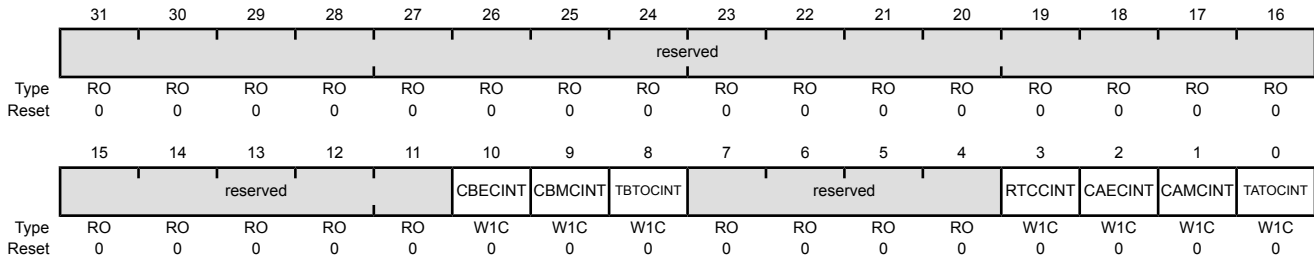 31 30 29 28 27 26 25 24 23 22 21 20 19 18 17 16
reserved
Type RO RO RO RO RO RO RO RO RO RO RO RO RO RO RO RO
Reset 0 0 0 0 0 0 0 0 0 0 0 0 0 0 0 0
15 14 13 12 11 10 9 8 7 6 5 4 3 2 1 0
reserved CBECINT CBMCINT TBTOCINT reserved RTCCINT CAECINT CAMCINT TATOCINT
Type RO RO RO RO RO W1C W1C W1C RO RO RO RO W1C W1C W1C W1C
Reset 0 0 0 0 0 0 0 0 0 0 0 0 0 0 0 0